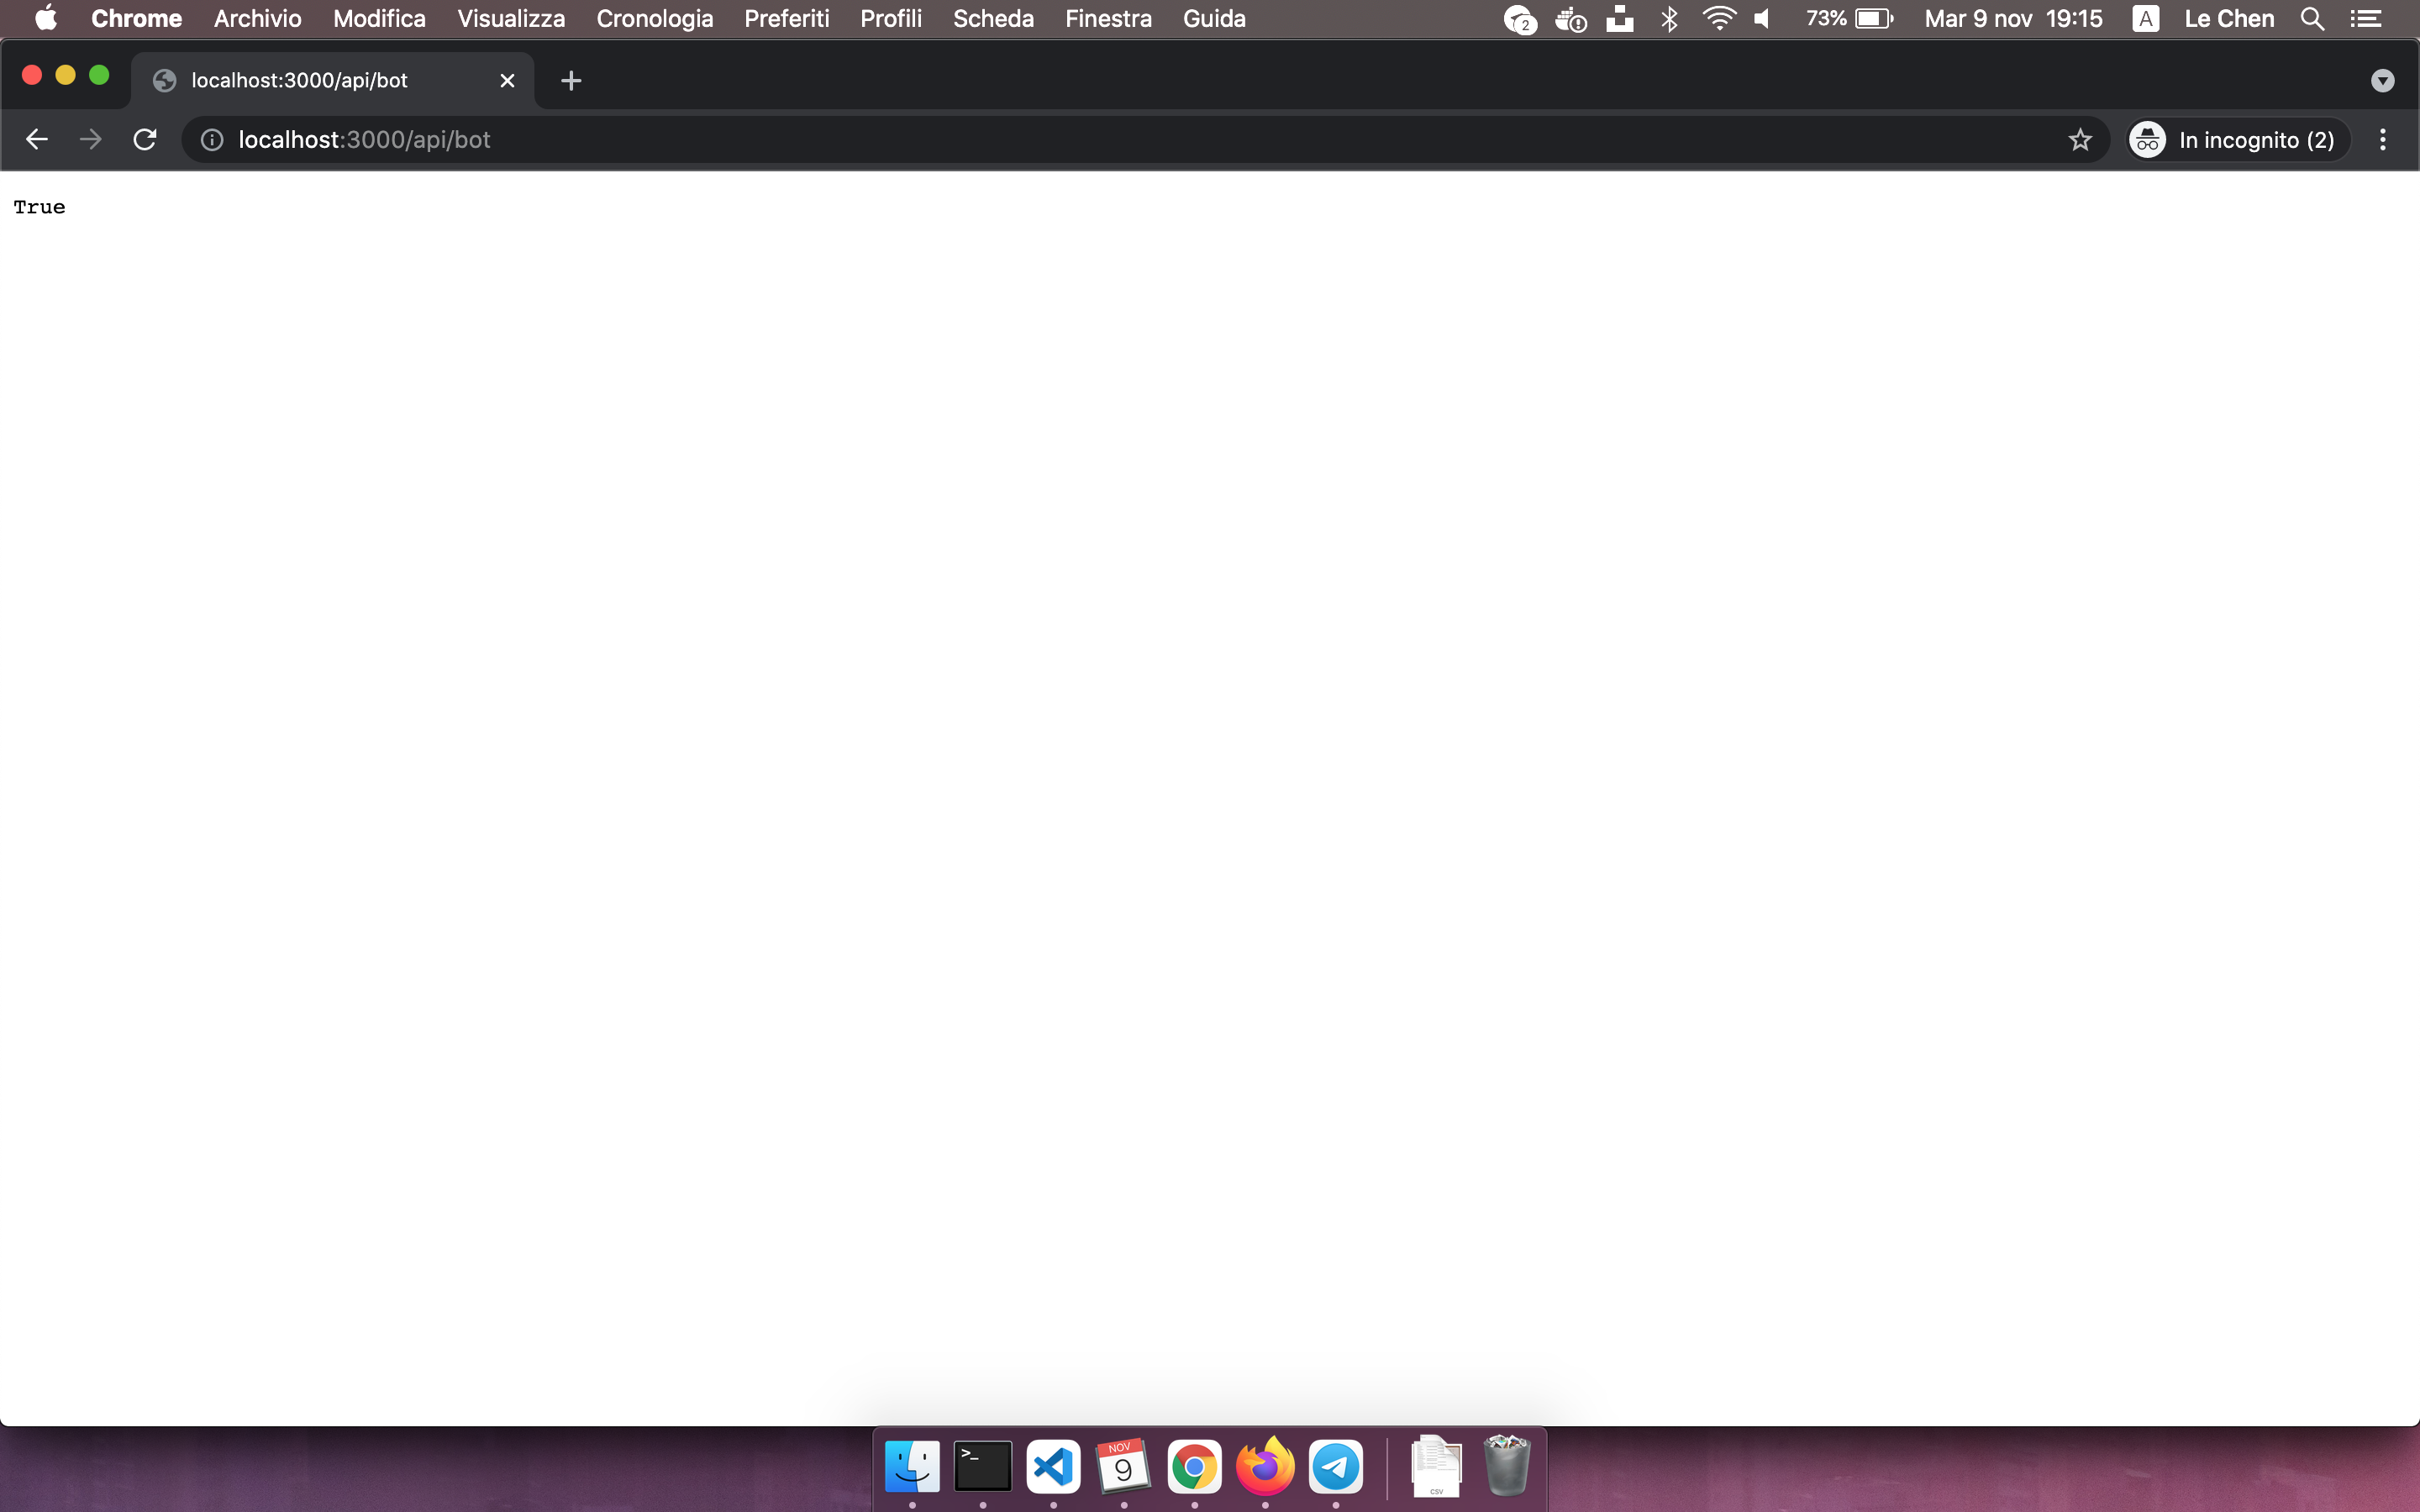 Chrome Archivio Modifica Visualizza Cronologia Preferiti Profili Scheda Finestra Guida 2 73% Mar 9 nov 19:15 A Le Chen
localhost:3000/api/bot
localhost:3000/api/bot In incognito (2)
True
>_ NOV
9
CSV